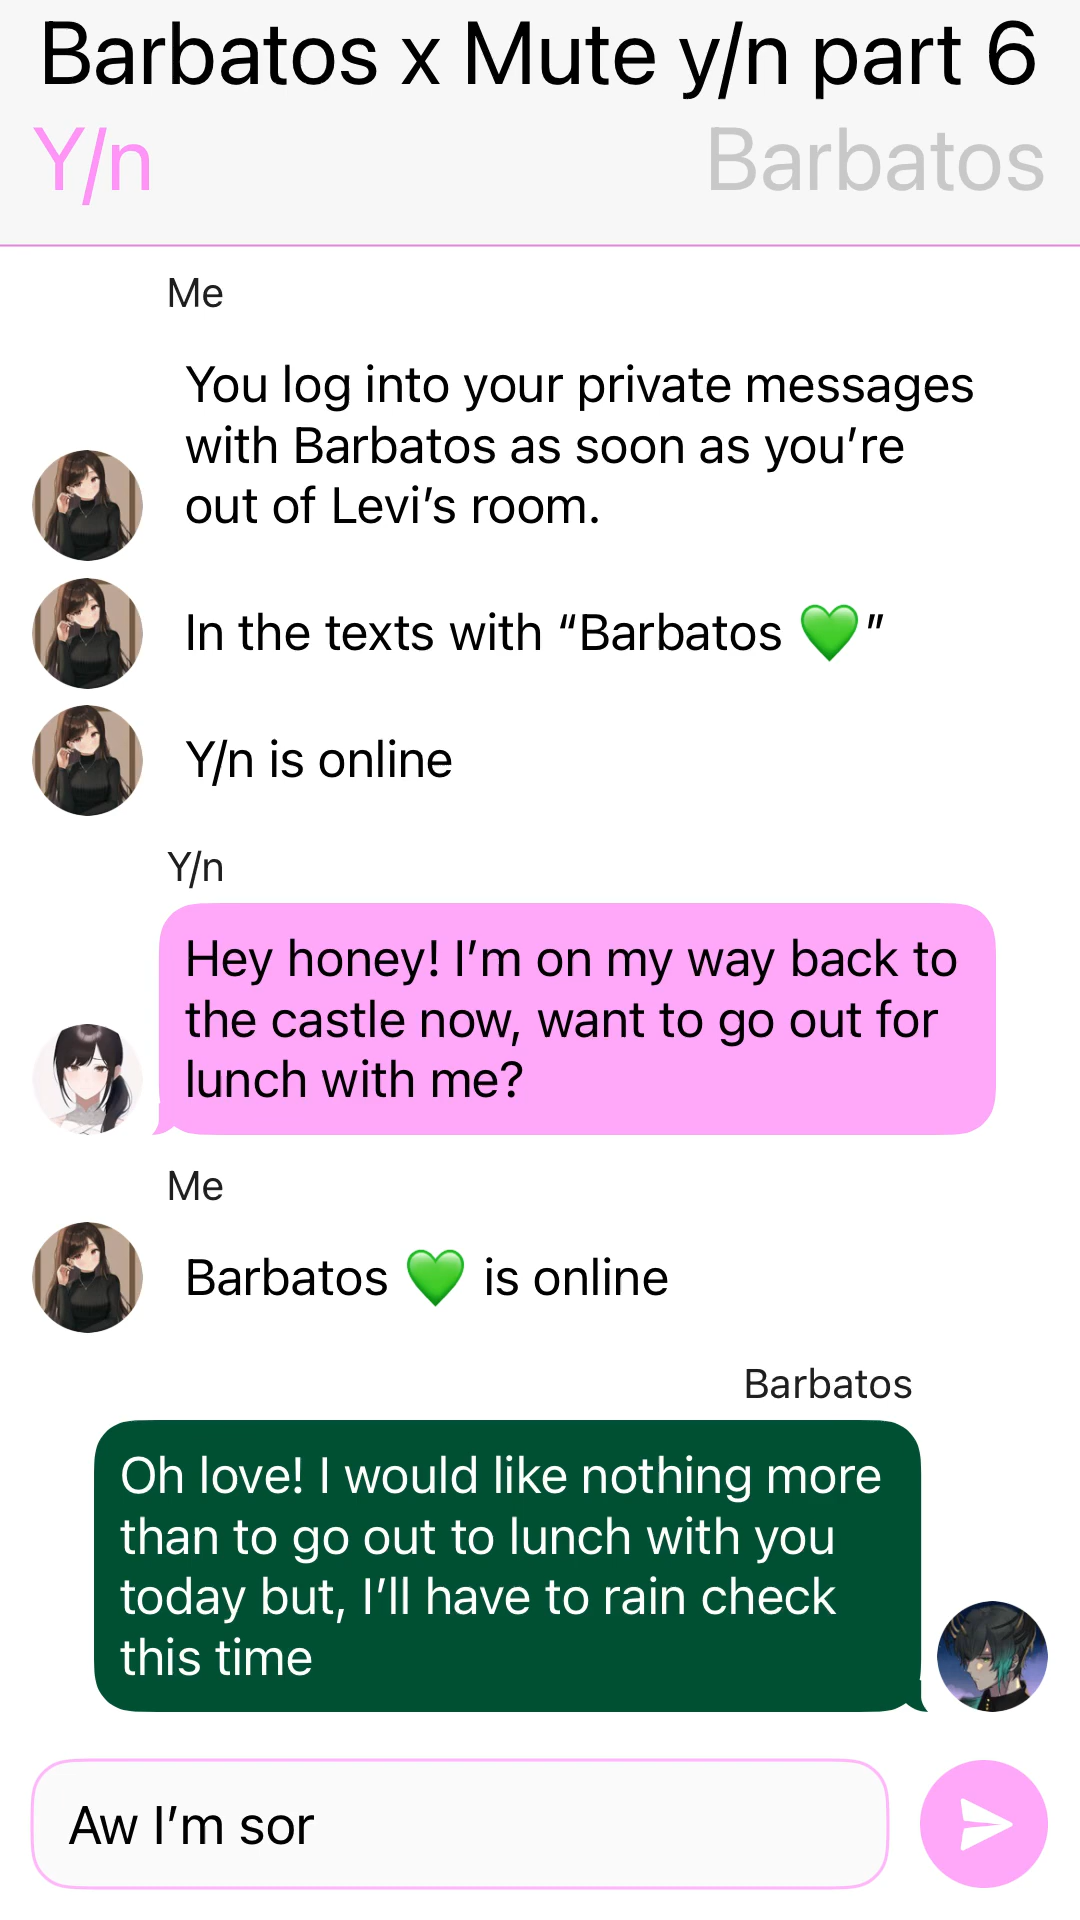 Barbatos x Mute y/n part 6
Y/n
Barbatos
Me
You log into your private messages
with Barbatos as soon as you’re
out of Levi’s room.
In the texts with “Barbatos 💚”
Y/n is online
Y/n
Hey honey! I’m on my way back to
the castle now, want to go out for
lunch with me?
Me
Barbatos 💚 is online
Barbatos
Oh love! I would like nothing more
than to go out to lunch with you
today but, I’ll have to rain check
this time
Aw I’m sor